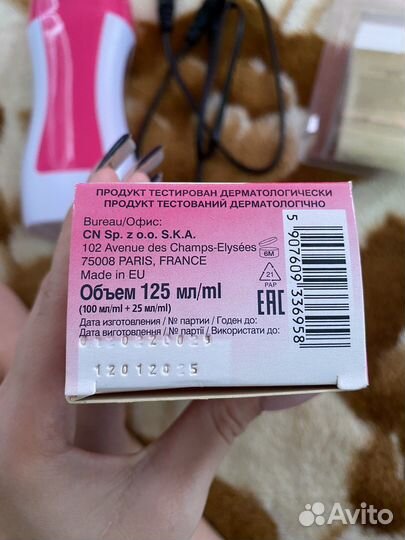 ПРОДУКТ ТЕСТИРОВАН ДЕРМАТОЛОГИЧЕСКИ
ПРОДУКТ ТЕСТОВАНИЙ ДЕРМАТОЛОГІЧНО
Bureau/Офис:
CN Sp. z o.o. S.K.A.
102 Avenue des Champs-Elysées
75008 PARIS, FRANCE
Made in EU
6M
21
PAP
EAC
Объем 125 мл/ml
(100 мл/ml + 25 мл/ml)
Дата изготовления / № партии / Годен до:
Дата виготовлення / № партії / Використати до:
12012025
5 907609 336958
Avito